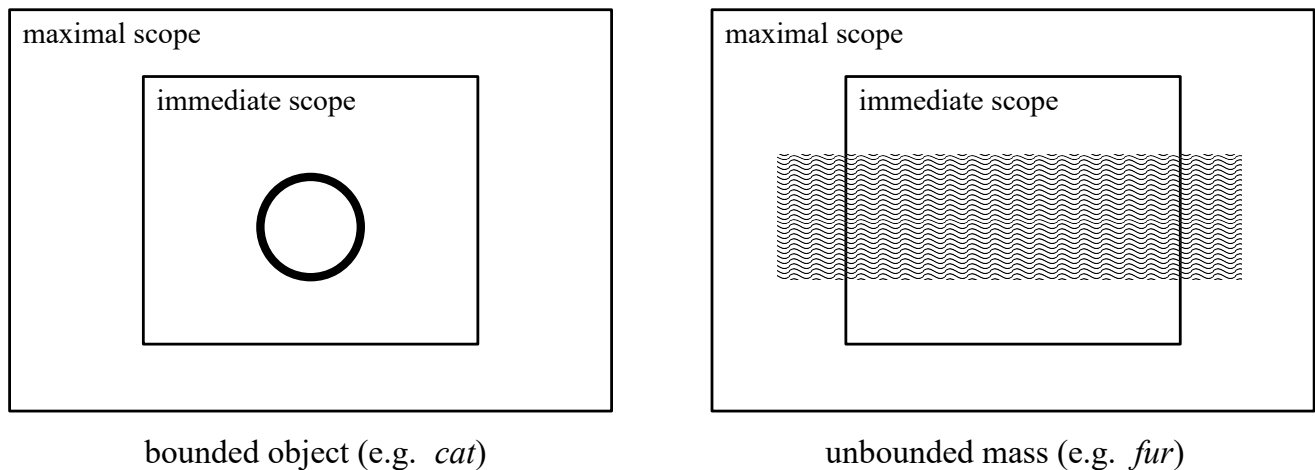 maximal scope
immediate scope
bounded object (e.g. cat)
maximal scope
immediate scope
unbounded mass (e.g. fur)